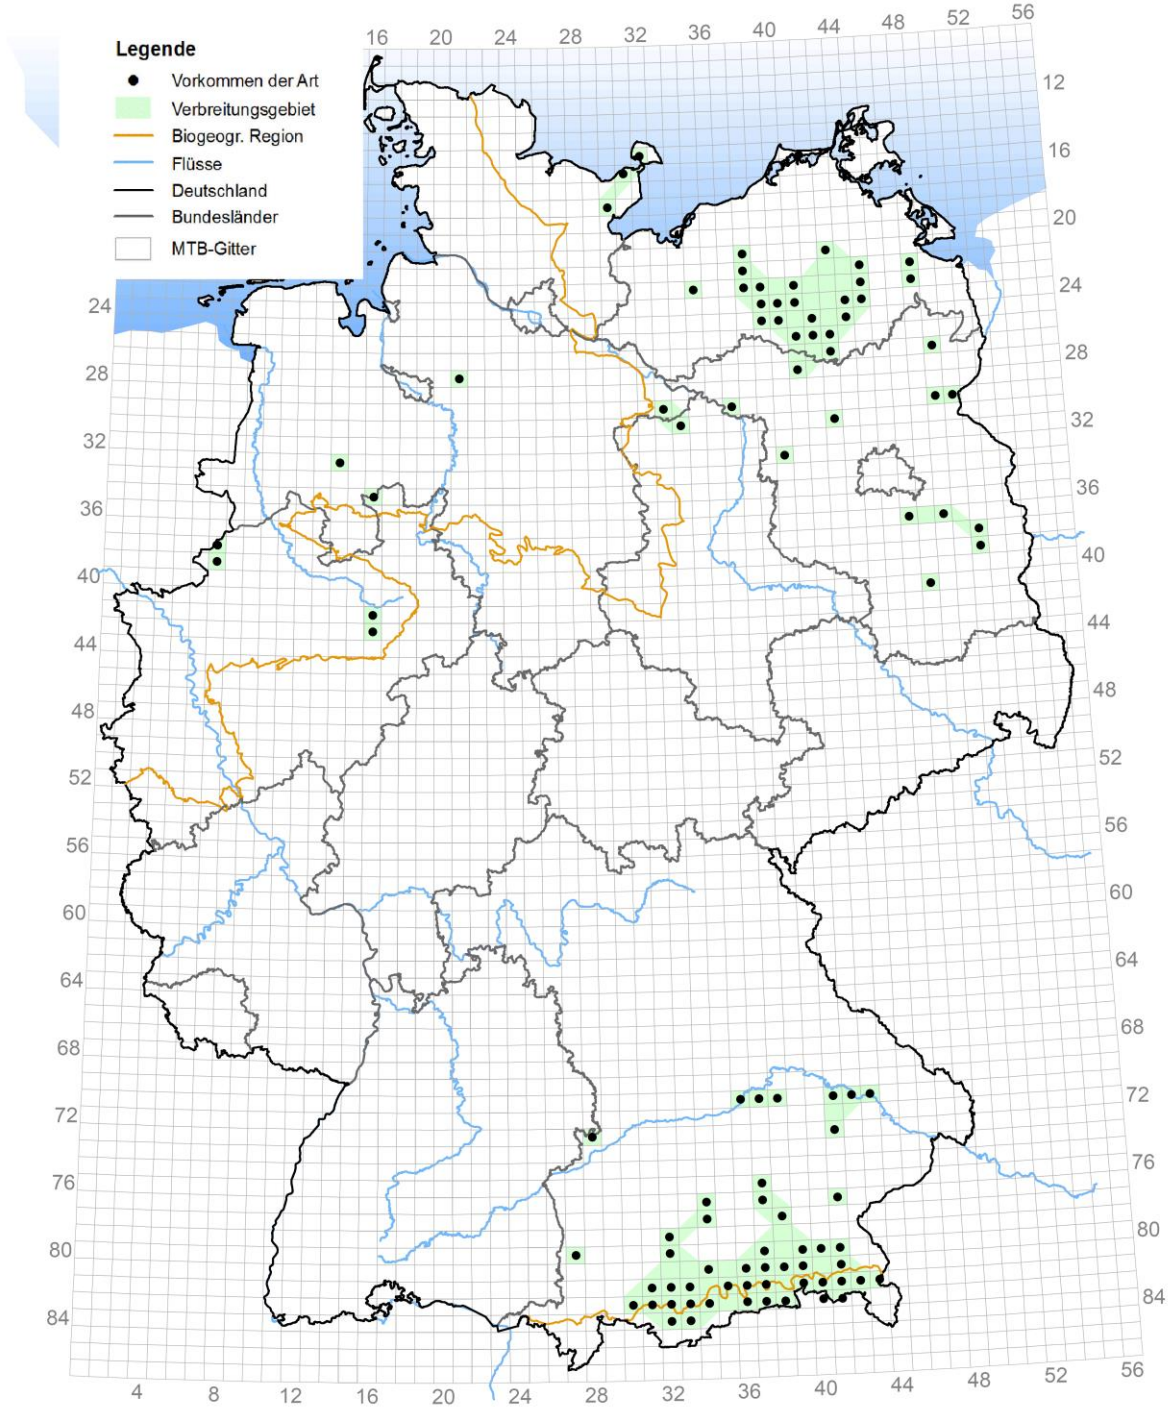 16 20 24 28 32 36 40 44 48 52 56
Legende
Vorkommen der Art
Verbreitungsgebiet
Biogeogr. Region
Flüsse
Deutschland
Bundesländer
MTB-Gitter
12
16
20
24 24
28 28
32 32
36 36
40 40
44 44
48 48
52 52
56 56
60 60
64 64
68 68
72 72
76 76
80 80
84 84
4 8 12 16 20 24 28 32 36 40 44 48 52 56